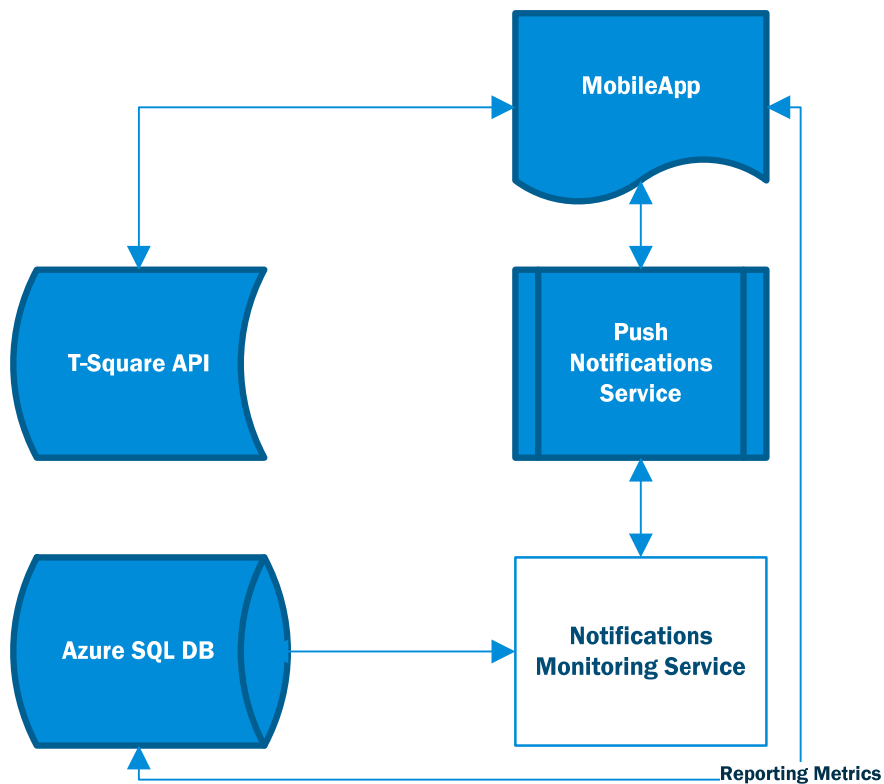 MobileApp
T-Square API
Push
Notifications
Service
Azure SQL DB
Notifications
Monitoring Service
Reporting Metrics